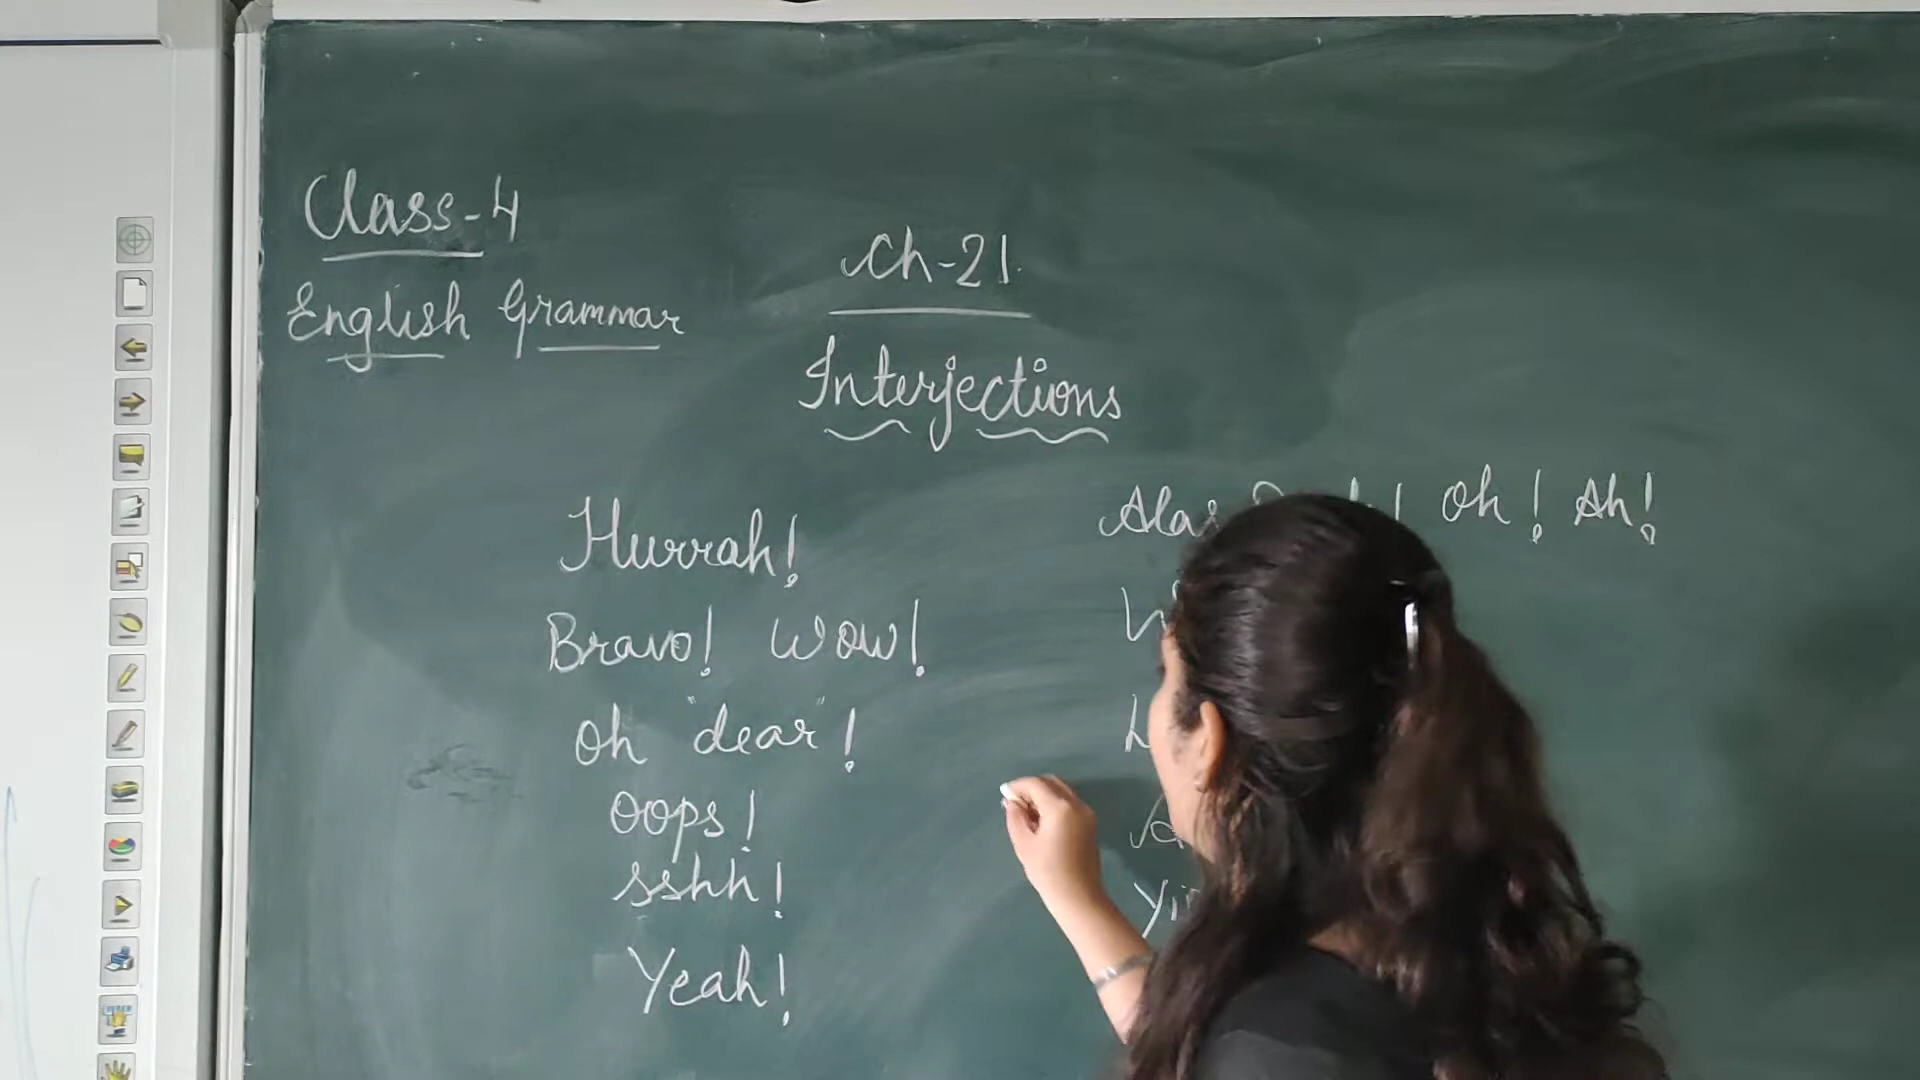 Class-4
English Grammar
Ch-21.
Interjections
Hurrah!
Bravo! Wow!
Oh "dear"!
Oops!
Sshh!
Yeah!
Oh! Ah!